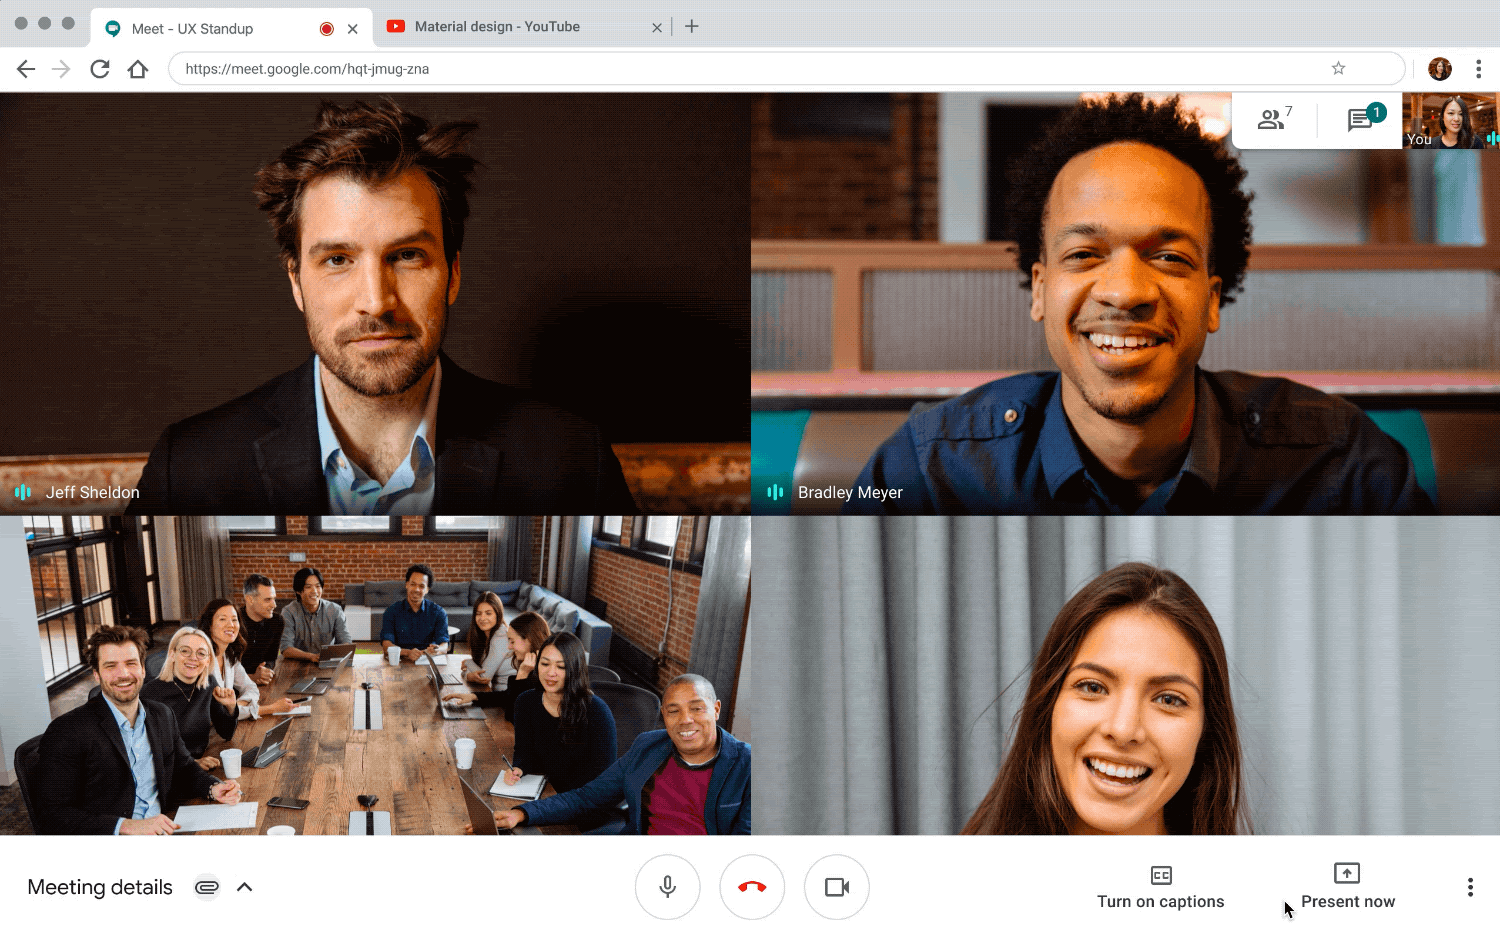 Meet - UX Standup
Material design - YouTube
https://meet.google.com/hqt-jmug-zna
7
1
You
Jeff Sheldon
Bradley Meyer
Meeting details
CC
Turn on captions
Present now